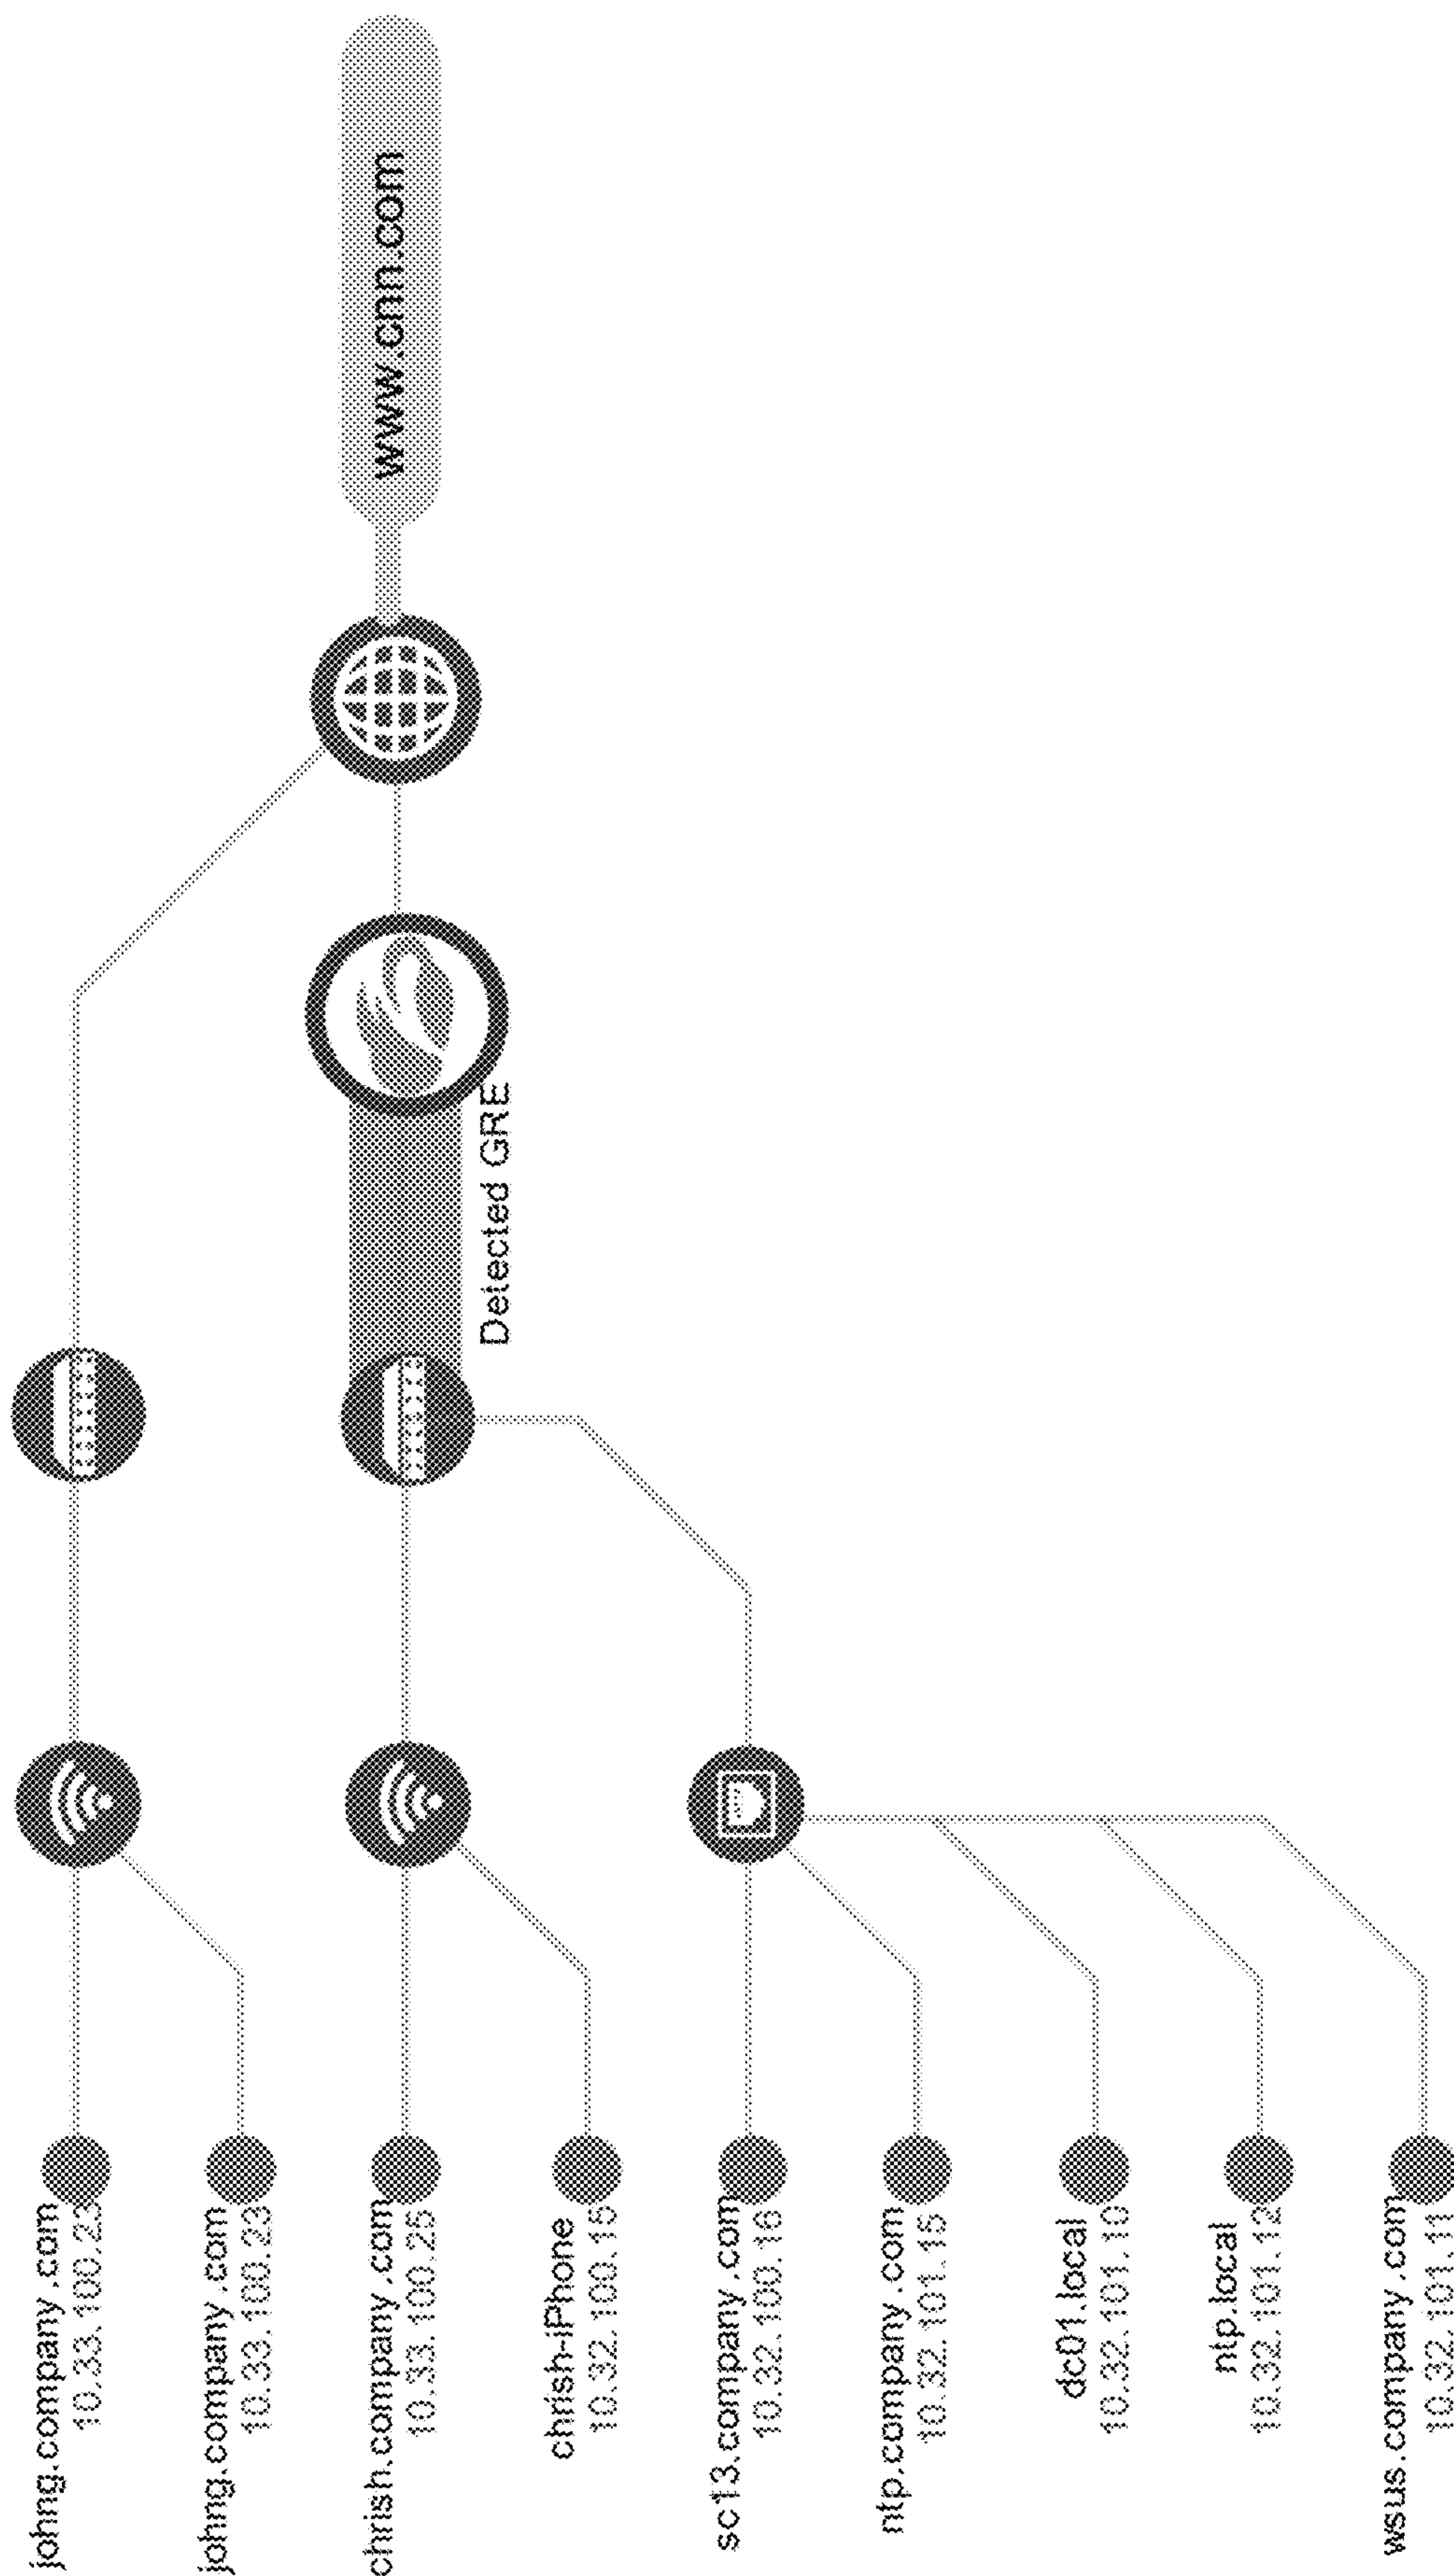 johng.company.com
10.33.100.23
johng.company.com
10.33.100.23
chrish.company.com
10.33.100.25
chrish-iPhone
10.32.100.15
sc13.company.com
10.32.100.16
ntp.company.com
10.32.101.15
dc01.local
10.32.101.10
ntp.local
10.32.101.12
wsus.company.com
10.32.101.11
Detected GRE
www.cnn.com